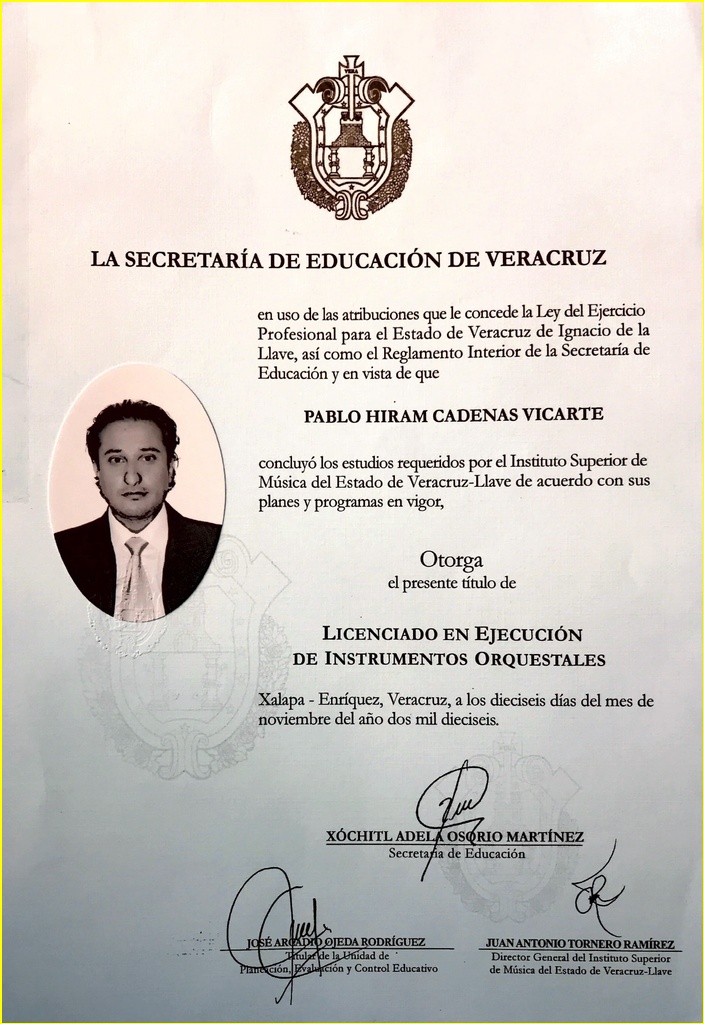 VERA
LA SECRETARÍA DE EDUCACIÓN DE VERACRUZ
en uso de las atribuciones que le concede la Ley del Ejercicio
Profesional para el Estado de Veracruz de Ignacio de la
Llave, así como el Reglamento Interior de la Secretaría de
Educación y en vista de que
PABLO HIRAM CADENAS VICARTE
concluyó los estudios requeridos por el Instituto Superior de
Música del Estado de Veracruz-Llave de acuerdo con sus
planes y programas en vigor,
Otorga
el presente título de
LICENCIADO EN EJECUCIÓN
DE INSTRUMENTOS ORQUESTALES
Xalapa - Enríquez, Veracruz, a los dieciseis días del mes de
noviembre del año dos mil dieciseis.
XÓCHITL ADELA OSORIO MARTÍNEZ
Secretaría de Educación
JOSÉ ARCADIO OJEDA RODRÍGUEZ
Titular de la Unidad de
Planeación, Evaluación y Control Educativo
JUAN ANTONIO TORNERO RAMÍREZ
Director General del Instituto Superior
de Música del Estado de Veracruz-Llave